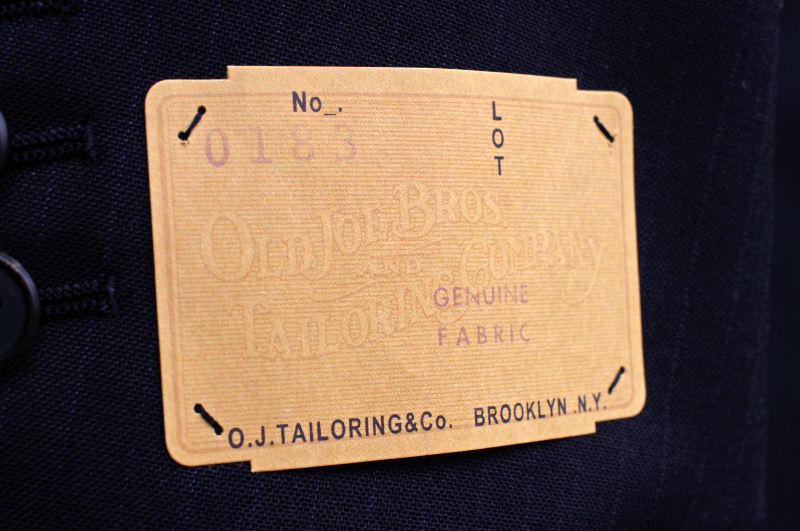 No_.
LOT
0183
OLD JOE BROS.
AND
TAILORING COMPANY
GENUINE
FABRIC
O.J.TAILORING&Co. BROOKLYN .N.Y.